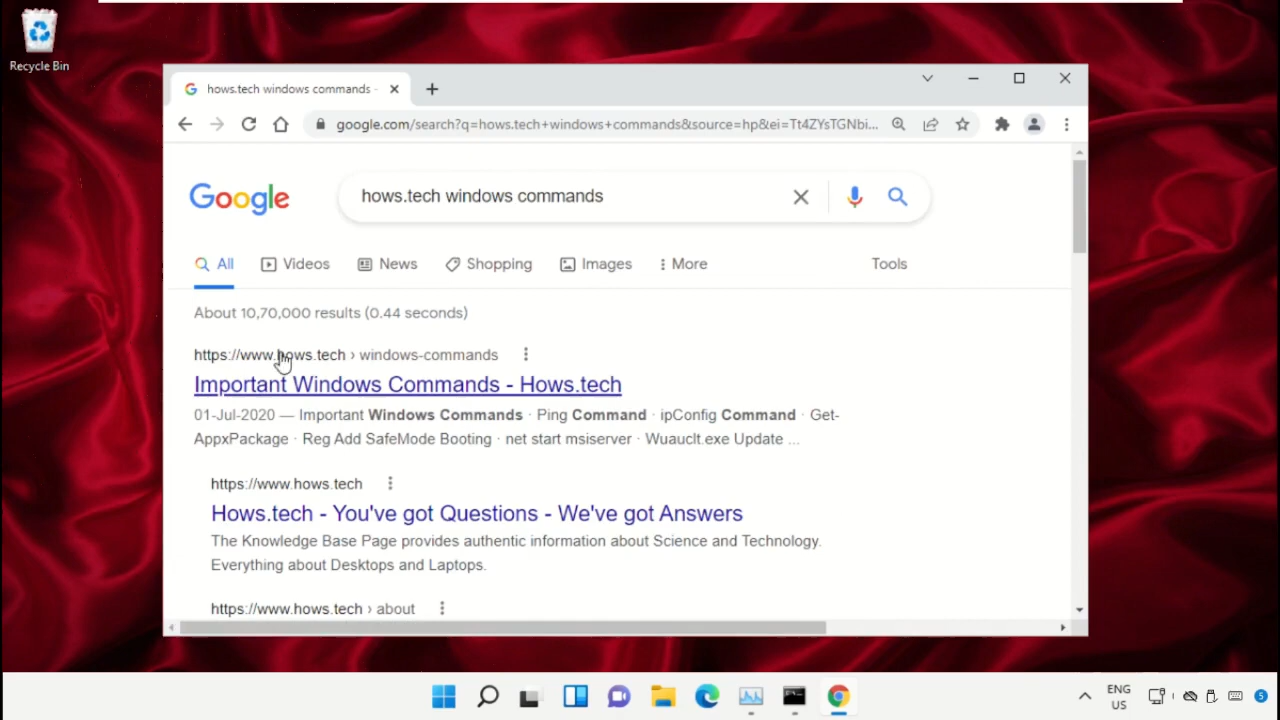 Recycle Bin
hows.tech windows commands -
google.com/search?q=hows.tech+windows+commands&source=hp&ei=Tt4ZYsTGNbi...
Google
hows.tech windows commands
All Videos News Shopping Images More Tools
About 10,70,000 results (0.44 seconds)
https://www.hows.tech › windows-commands
Important Windows Commands - Hows.tech
01-Jul-2020 — Important Windows Commands · Ping Command · ipConfig Command · Get-
AppxPackage · Reg Add SafeMode Booting · net start msiserver · Wuauclt.exe Update ...
https://www.hows.tech
Hows.tech - You've got Questions - We've got Answers
The Knowledge Base Page provides authentic information about Science and Technology.
Everything about Desktops and Laptops.
https://www.hows.tech › about
ENG
US
5